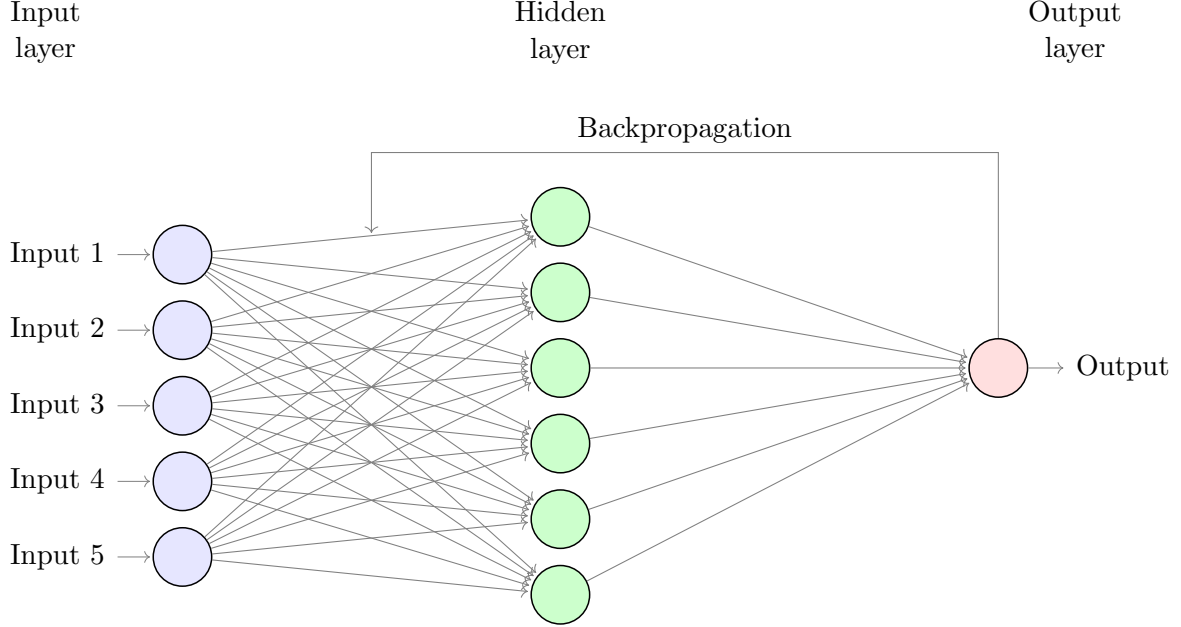 Input
layer
Hidden
layer
Output
layer
Backpropagation
Input 1
Input 2
Input 3
Input 4
Input 5
Output